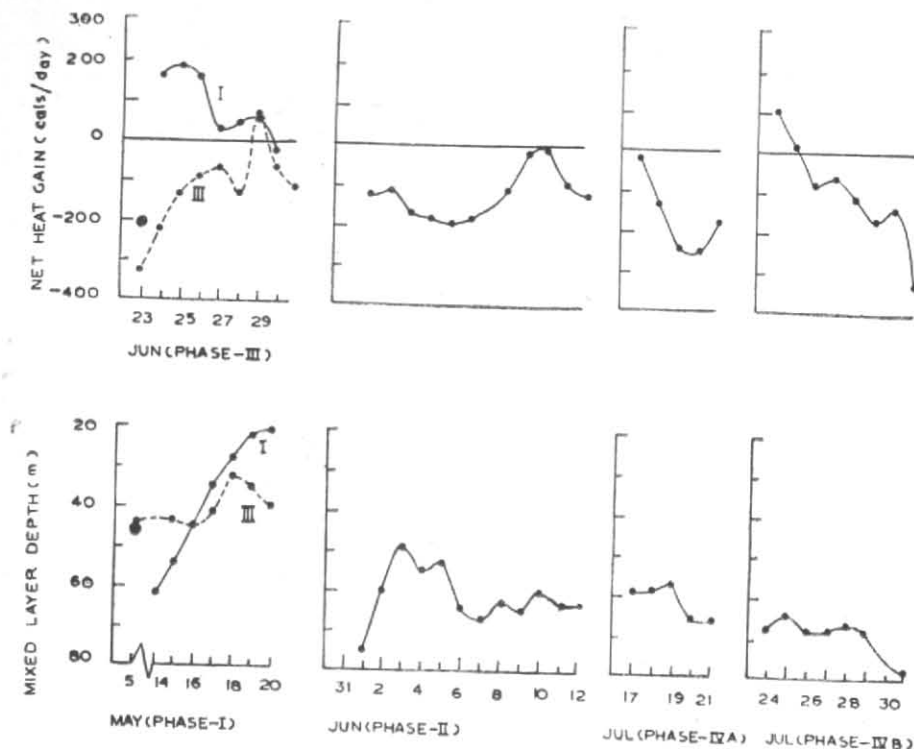 NET HEAT GAIN (cals/day)
300
200
0
-200
-400
I
III
23 25 27 29
JUN(PHASE-III)
MIXED LAYER DEPTH(m)
20
40
60
80
I
III
5 14 16 18 20
MAY(PHASE-I)
31 2 4 6 8 10 12
JUN(PHASE-II)
17 19 21
JUL(PHASE-IVA)
24 26 28 30
JUL(PHASE-IVB)